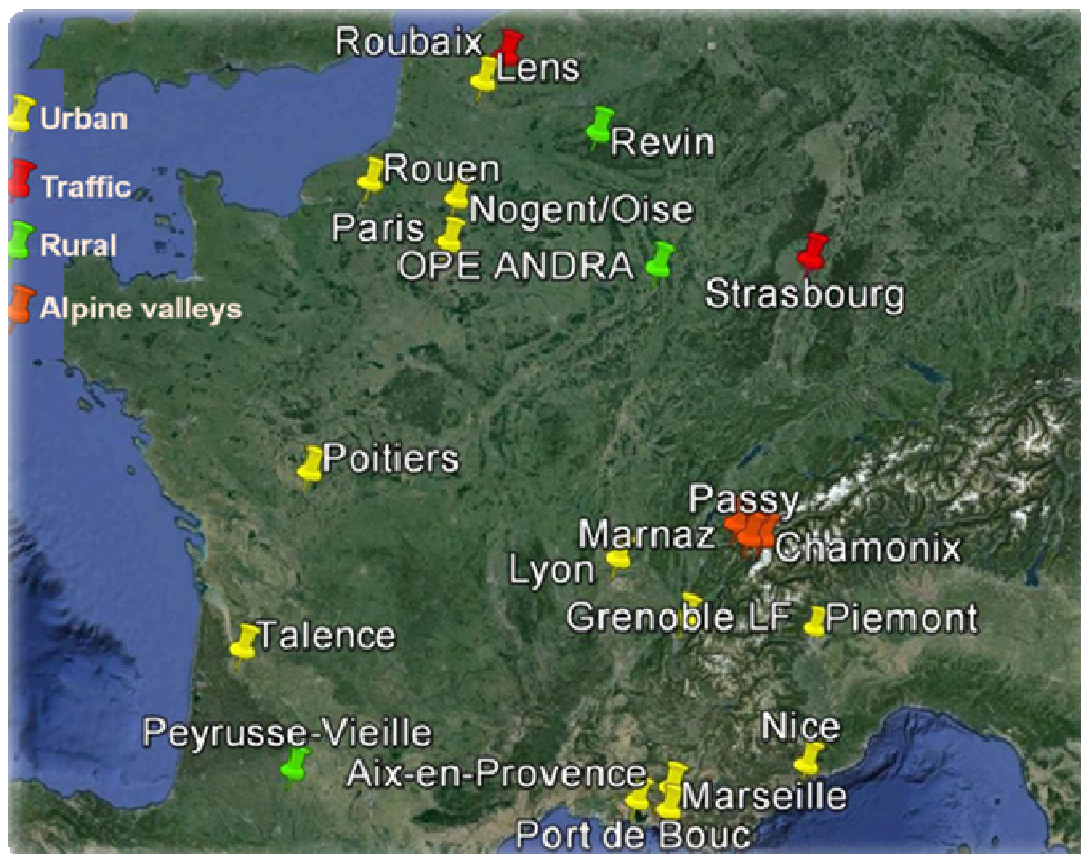 Roubaix
Lens
Urban
Revin
Rouen
Traffic
Nogent/Oise
Paris
Rural
OPE ANDRA
Strasbourg
Alpine valleys
Poitiers
Passy
Marnaz
Chamonix
Lyon
Grenoble LF
Piemont
Talence
Nice
Peyrusse-Vieille
Aix-en-Provence
Marseille
Port de Bouc